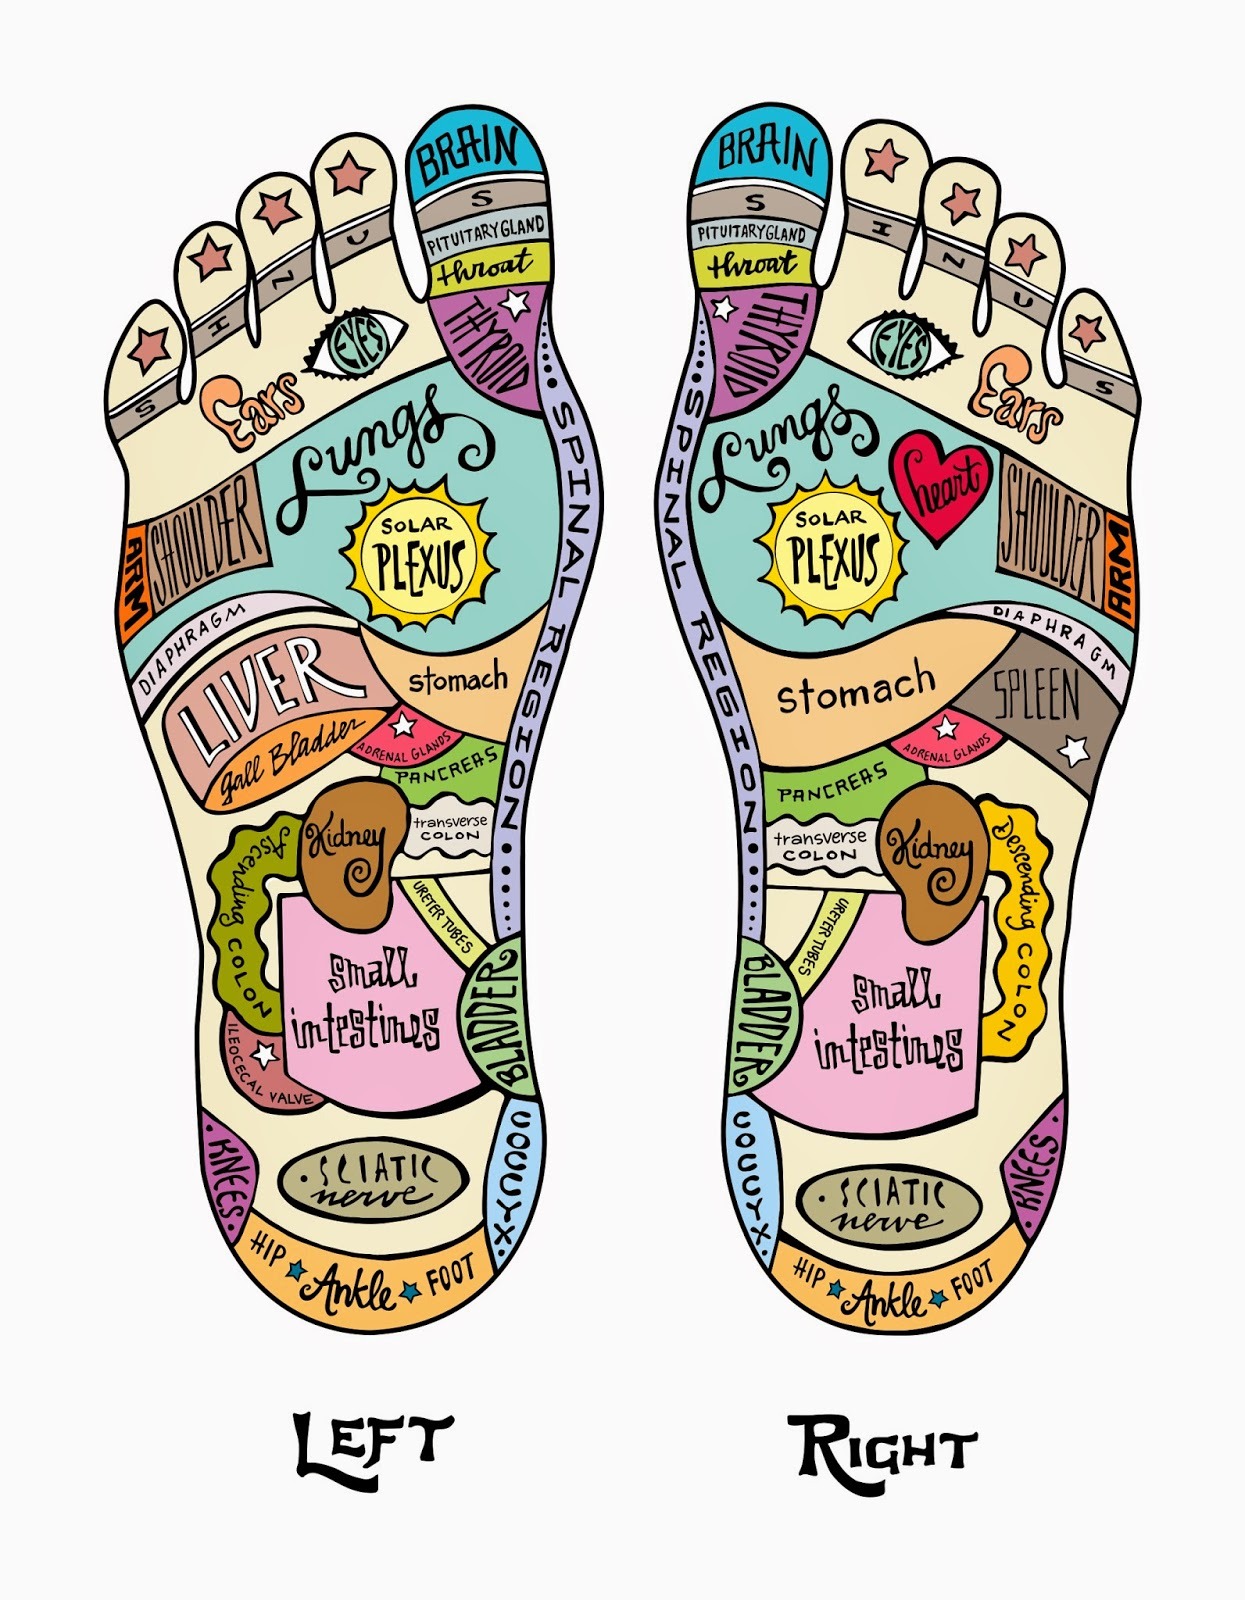 BRAIN
S
I
N
U
S
PITUITARY GLAND
throat
THYROID
EYES
Ears
Lungs
SOLAR
PLEXUS
SHOULDER
ARM
SPINAL REGION
DIAPHRAGM
LIVER
gall Bladder
stomach
ADRENAL GLANDS
PANCREAS
Kidney
transverse
COLON
Ascending COLON
URETER TUBES
small
intestines
BLADDER
ILEOCECAL VALVE
KNEES
SCIATIC
nerve
COCCYX
HIP Ankle FOOT
LEFT
BRAIN
S
I
N
U
S
PITUITARY GLAND
throat
THYROID
EYES
Ears
Lungs
heart
SOLAR
PLEXUS
SHOULDER
ARM
SPINAL REGION
DIAPHRAGM
stomach
SPLEEN
ADRENAL GLANDS
PANCREAS
Kidney
transverse
COLON
Descending COLON
URETER TUBES
small
intestines
BLADDER
KNEES
SCIATIC
nerve
COCCYX
HIP Ankle FOOT
RIGHT